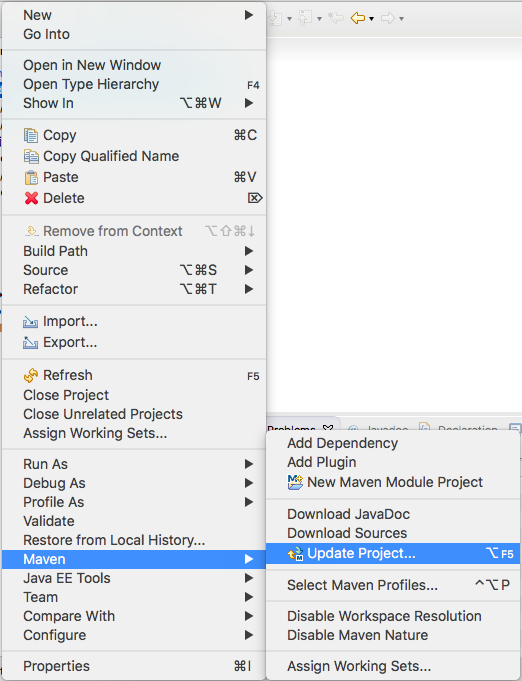 New
Go Into
Open in New Window
Open Type Hierarchy F4
Show In ⌥⌘W
Copy ⌘C
Copy Qualified Name
Paste ⌘V
Delete ⌦
Remove from Context ⌥⇧⌘↓
Build Path
Source ⌥⌘S
Refactor ⌥⌘T
Import...
Export...
Refresh F5
Close Project
Close Unrelated Projects
Assign Working Sets...
Run As
Debug As
Profile As
Validate
Restore from Local History...
Maven
Java EE Tools
Team
Compare With
Configure
Properties ⌘I
Problems Javadoc Declaration
Add Dependency
Add Plugin
New Maven Module Project
Download JavaDoc
Download Sources
Update Project... ⌥F5
Select Maven Profiles... ^⌥P
Disable Workspace Resolution
Disable Maven Nature
Assign Working Sets...